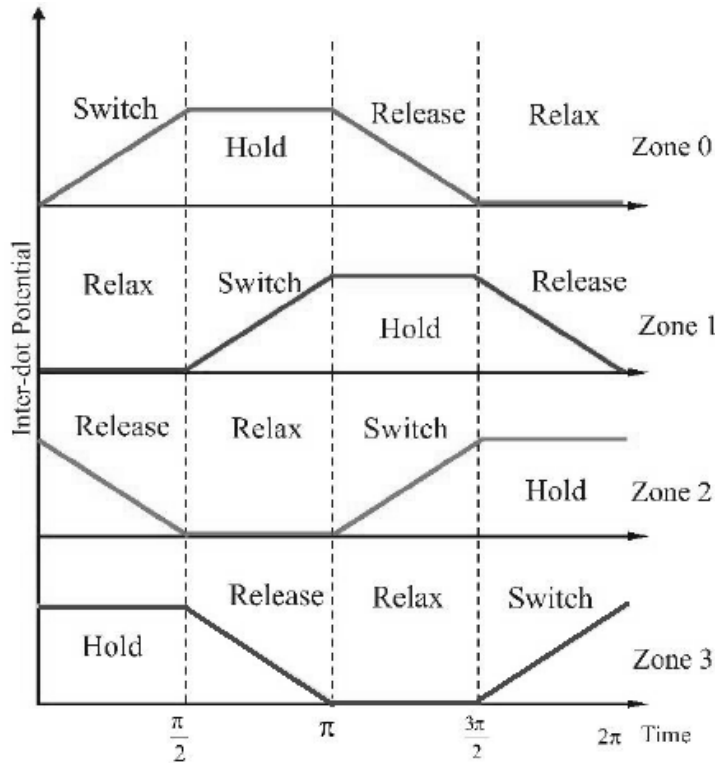 Switch
Hold
Release
Relax
Zone 0
Relax
Switch
Hold
Release
Zone 1
Release
Relax
Switch
Hold
Zone 2
Hold
Release
Relax
Switch
Zone 3
Inter-dot Potential
π/2
π
3π/2
2π
Time